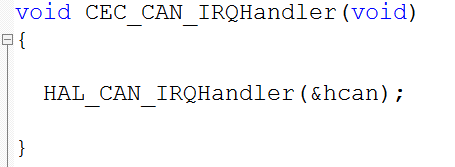 void CEC_CAN_IRQHandler(void)
{
HAL_CAN_IRQHandler(&hcan);
}